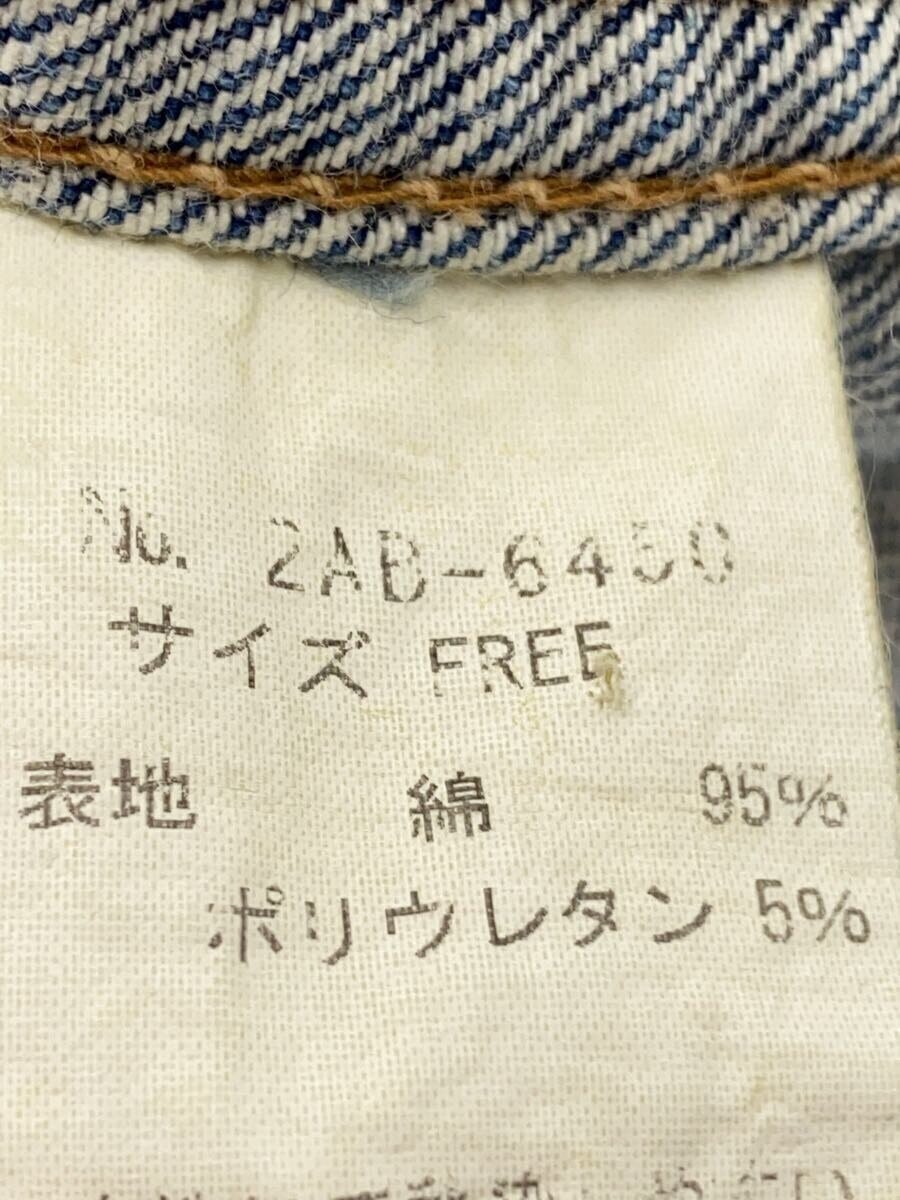 No. 2AB-6450
サイズ FREE
表地 綿 95%
ポリウレタン 5%